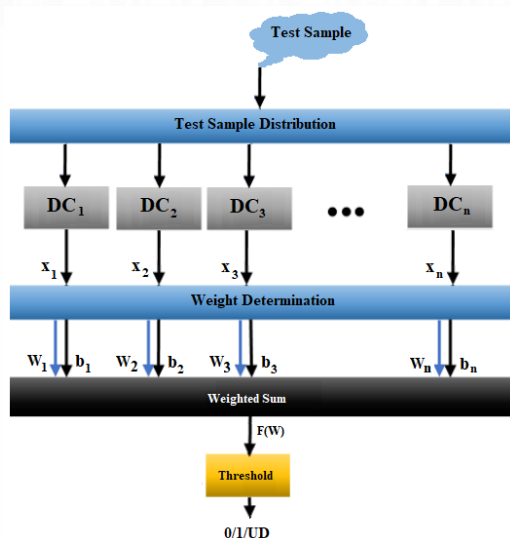 Test Sample
Test Sample Distribution
DC1 DC2 DC3 ●●● DCn
x1 x2 x3 xn
Weight Determination
W1 b1 W2 b2 W3 b3 Wn bn
Weighted Sum
F(W)
Threshold
0/1/UD